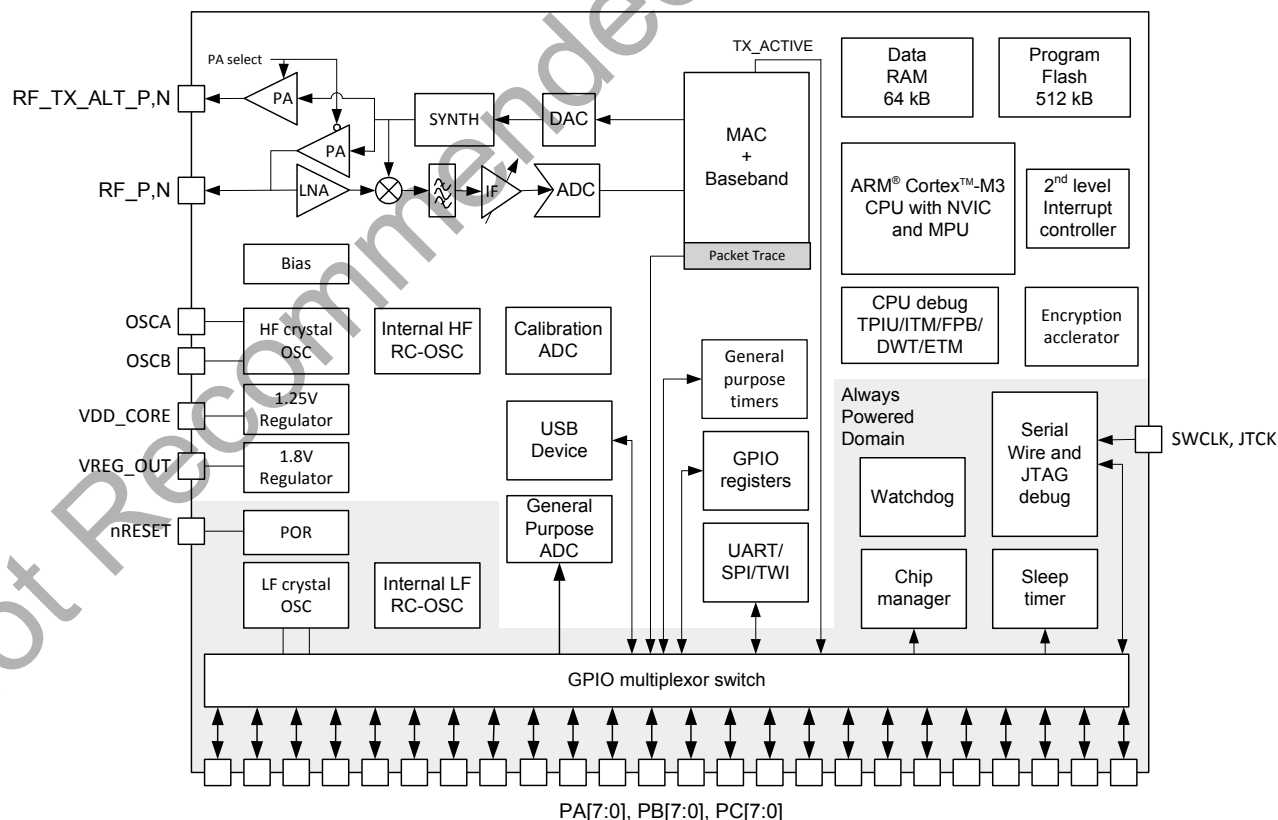 TX_ACTIVE
PA select
RF_TX_ALT_P,N
PA
SYNTH
DAC
MAC
+
Baseband
Data
RAM
64 kB
Program
Flash
512 kB
PA
RF_P,N
LNA
IF
ADC
ARM® Cortex™-M3
CPU with NVIC
and MPU
2nd level
Interrupt
controller
Packet Trace
Bias
OSCA
OSCB
HF crystal
OSC
Internal HF
RC-OSC
Calibration
ADC
CPU debug
TPIU/ITM/FPB/
DWT/ETM
Encryption
acclerator
General
purpose
timers
VDD_CORE
1.25V
Regulator
USB
Device
Always
Powered
Domain
Serial
Wire and
JTAG
debug
SWCLK, JTCK
VREG_OUT
1.8V
Regulator
GPIO
registers
Watchdog
nRESET
POR
General
Purpose
ADC
UART/
SPI/TWI
LF crystal
OSC
Internal LF
RC-OSC
Chip
manager
Sleep
timer
GPIO multiplexor switch
PA[7:0], PB[7:0], PC[7:0]
ot Recommended